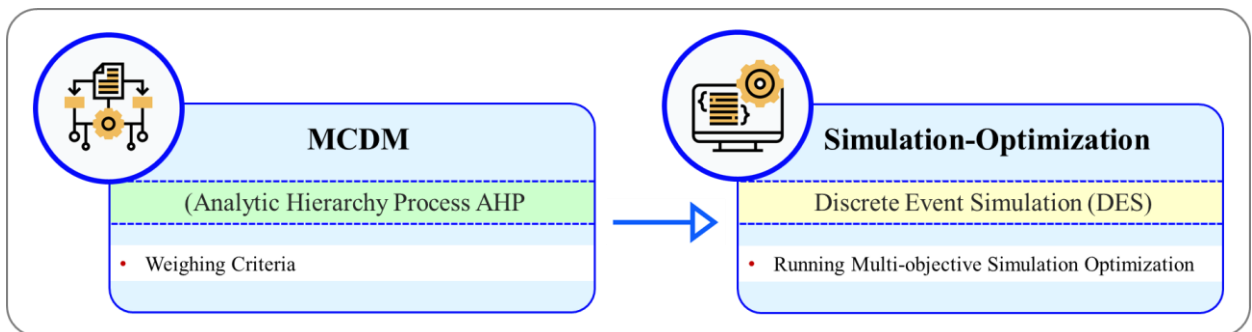 MCDM
(Analytic Hierarchy Process AHP
• Weighing Criteria
Simulation-Optimization
Discrete Event Simulation (DES)
• Running Multi-objective Simulation Optimization